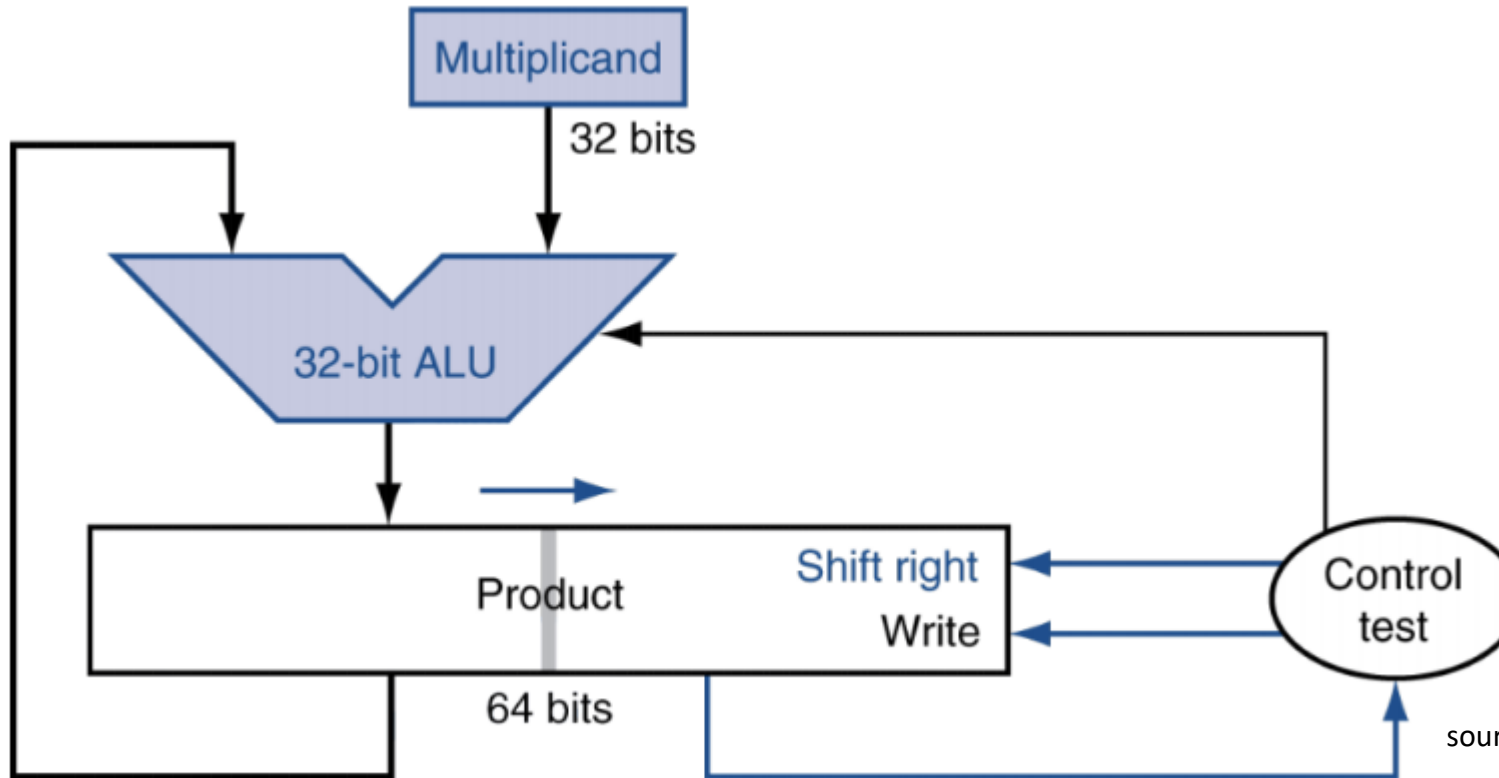 Multiplicand
32 bits
32-bit ALU
Product
Shift right
Write
64 bits
Control
test